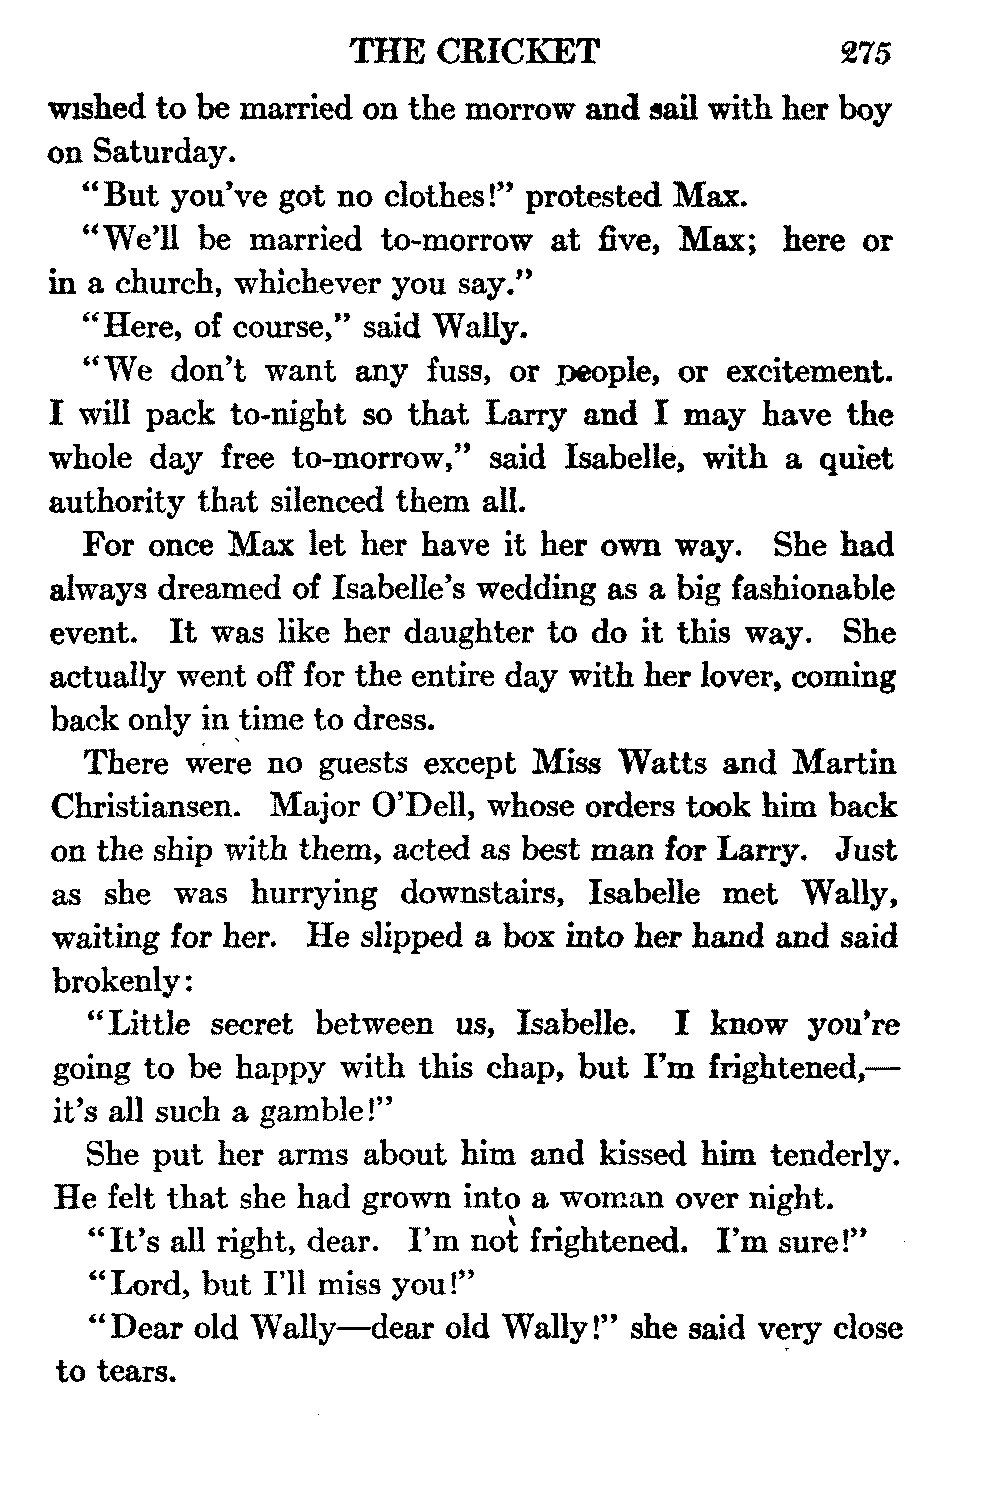 THE CRICKET 275
wished to be married on the morrow and sail with her boy
on Saturday.
"But you've got no clothes!" protested Max.
"We'll be married to-morrow at five, Max; here or
in a church, whichever you say."
"Here, of course," said Wally.
"We don't want any fuss, or people, or excitement.
I will pack to-night so that Larry and I may have the
whole day free to-morrow," said Isabelle, with a quiet
authority that silenced them all.
For once Max let her have it her own way. She had
always dreamed of Isabelle's wedding as a big fashionable
event. It was like her daughter to do it this way. She
actually went off for the entire day with her lover, coming
back only in time to dress.
There were no guests except Miss Watts and Martin
Christiansen. Major O'Dell, whose orders took him back
on the ship with them, acted as best man for Larry. Just
as she was hurrying downstairs, Isabelle met Wally,
waiting for her. He slipped a box into her hand and said
brokenly:
"Little secret between us, Isabelle. I know you're
going to be happy with this chap, but I'm frightened,—
it's all such a gamble!"
She put her arms about him and kissed him tenderly.
He felt that she had grown into a woman over night.
"It's all right, dear. I'm not frightened. I'm sure!"
"Lord, but I'll miss you!"
"Dear old Wally—dear old Wally!" she said very close
to tears.